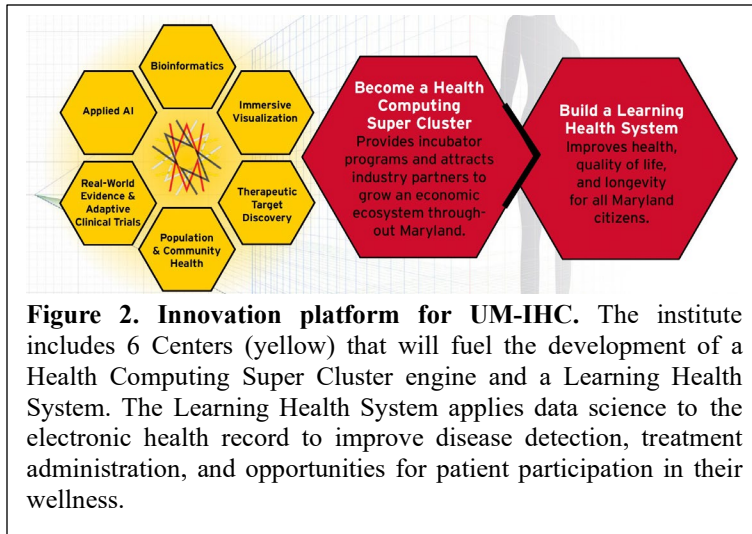 Bioinformatics
Applied AI
Immersive
Visualization
Real-World
Evidence &
Adaptive
Clinical Trials
Therapeutic
Target
Discovery
Population
& Community
Health
Become a Health
Computing
Super Cluster
Provides incubator
programs and attracts
industry partners to
grow an economic
ecosystem through-
out Maryland.
Build a Learning
Health System
Improves health,
quality of life,
and longevity
for all Maryland
citizens.
Figure 2. Innovation platform for UM-IHC. The institute
includes 6 Centers (yellow) that will fuel the development of a
Health Computing Super Cluster engine and a Learning Health
System. The Learning Health System applies data science to the
electronic health record to improve disease detection, treatment
administration, and opportunities for patient participation in their
wellness.